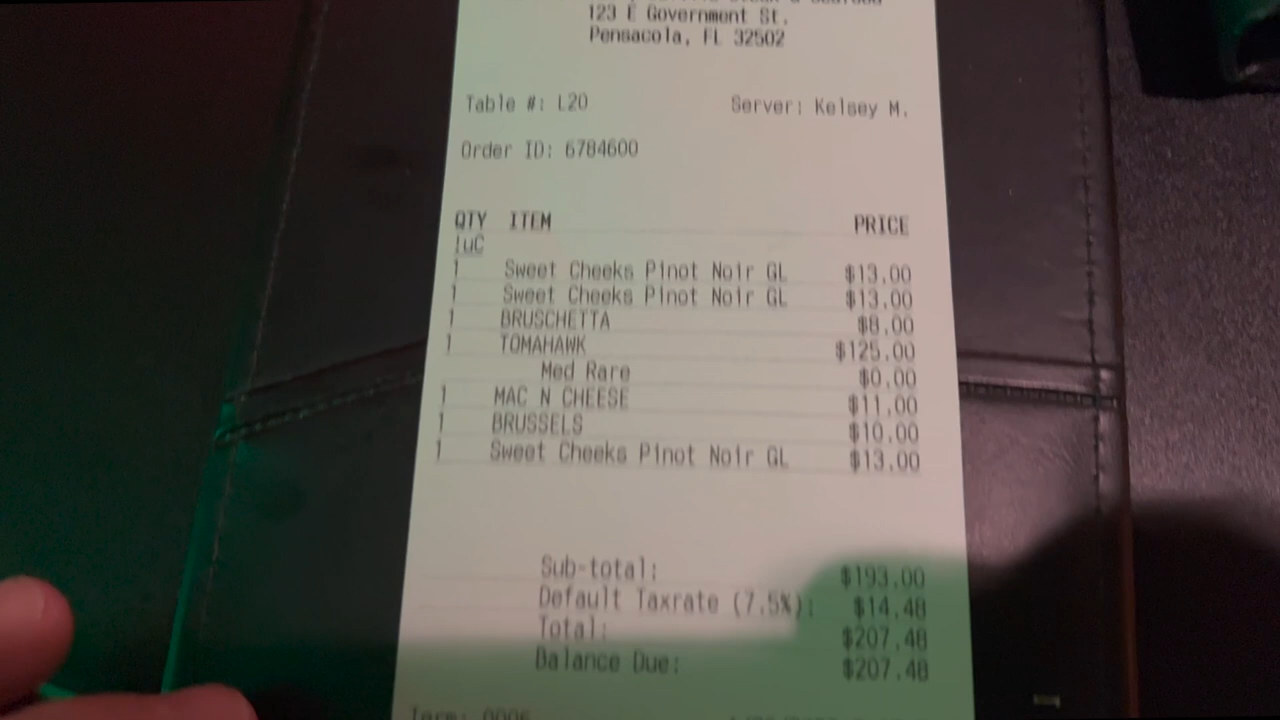 123 E Government St.
Pensacola, FL 32502
Table #: L20 Server: Kelsey M.
Order ID: 6784600
QTY ITEM PRICE
1 Sweet Cheeks Pinot Noir GL $13.00
1 Sweet Cheeks Pinot Noir GL $13.00
1 BRUSCHETTA $8.00
1 TOMAHAWK $125.00
Med Rare $0.00
1 MAC N CHEESE $11.00
1 BRUSSELS $10.00
1 Sweet Cheeks Pinot Noir GL $13.00
Sub-total: $193.00
Default Taxrate (7.5%): $14.48
Total: $207.48
Balance Due: $207.48